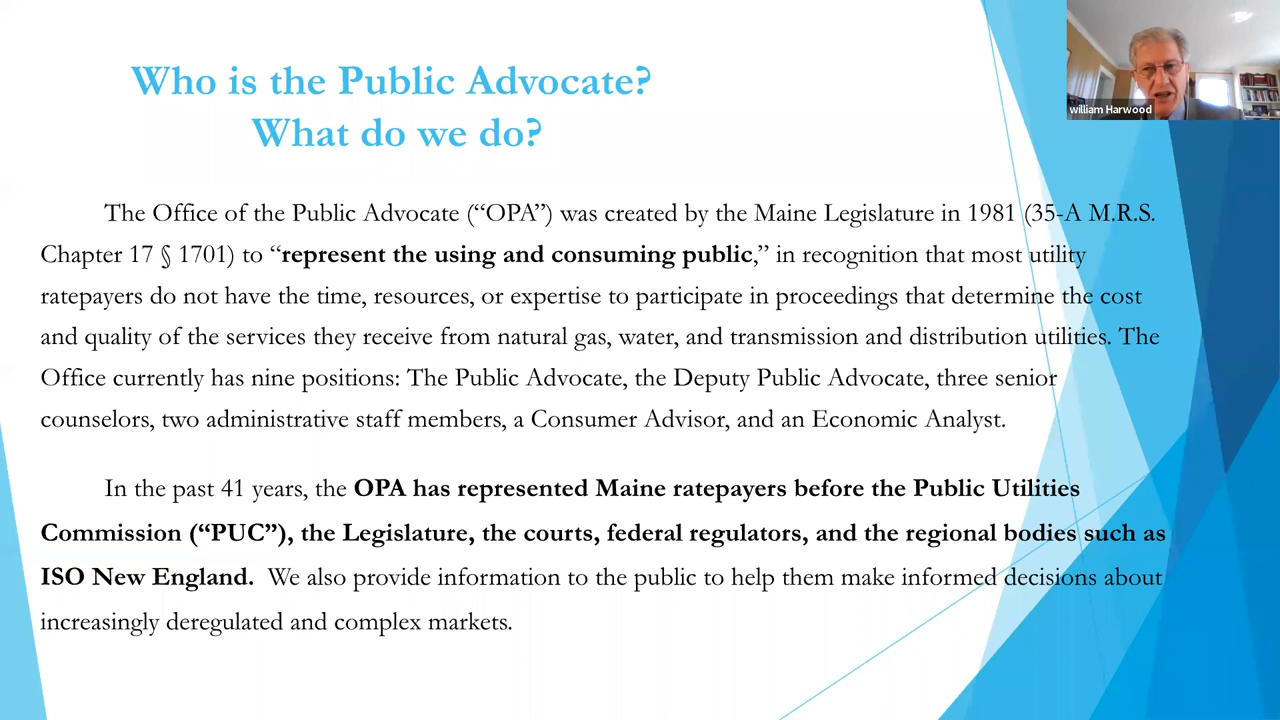 Who is the Public Advocate?
What do we do?
william Harwood
The Office of the Public Advocate (“OPA”) was created by the Maine Legislature in 1981 (35-A M.R.S.
Chapter 17 § 1701) to “represent the using and consuming public,” in recognition that most utility
ratepayers do not have the time, resources, or expertise to participate in proceedings that determine the cost
and quality of the services they receive from natural gas, water, and transmission and distribution utilities. The
Office currently has nine positions: The Public Advocate, the Deputy Public Advocate, three senior
counselors, two administrative staff members, a Consumer Advisor, and an Economic Analyst.
In the past 41 years, the OPA has represented Maine ratepayers before the Public Utilities
Commission (“PUC”), the Legislature, the courts, federal regulators, and the regional bodies such as
ISO New England. We also provide information to the public to help them make informed decisions about
increasingly deregulated and complex markets.